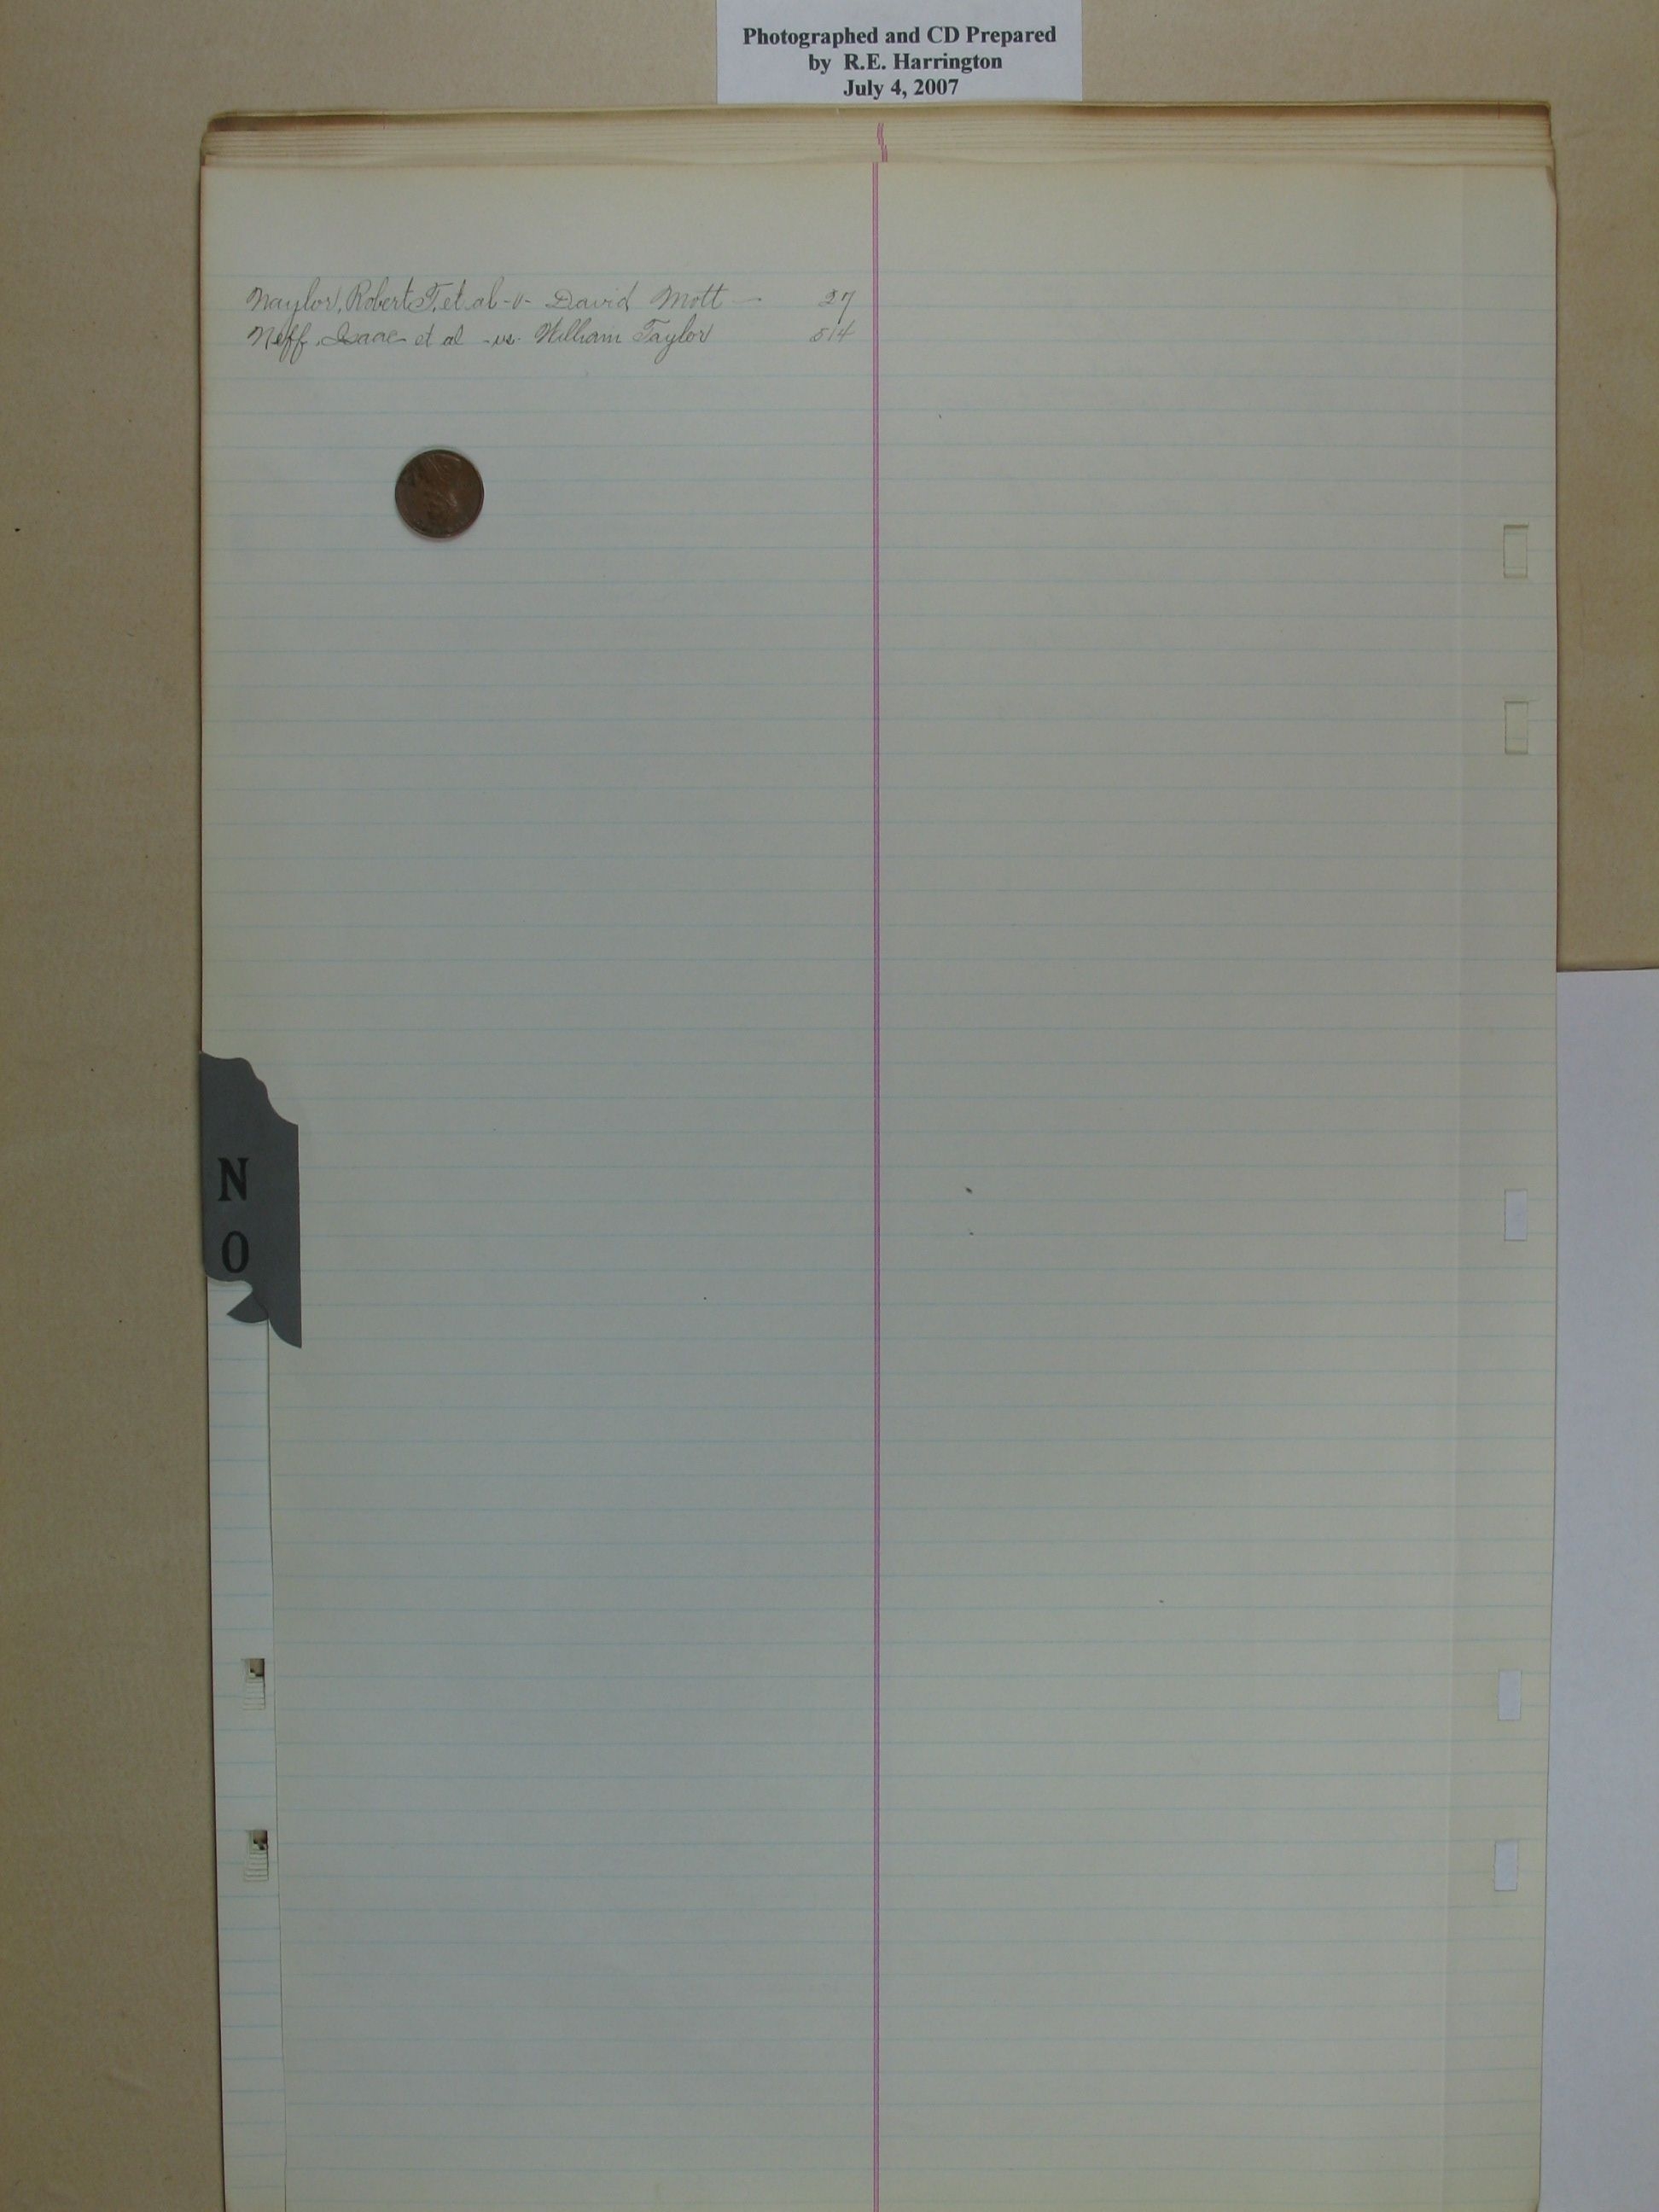 Photographed and CD Prepared
by R.E. Harrington
July 4, 2007
Naylor, Robert T. et al -v- David Mott — 27
Neff, Isaac et al -vs- William Taylor 514
N
O